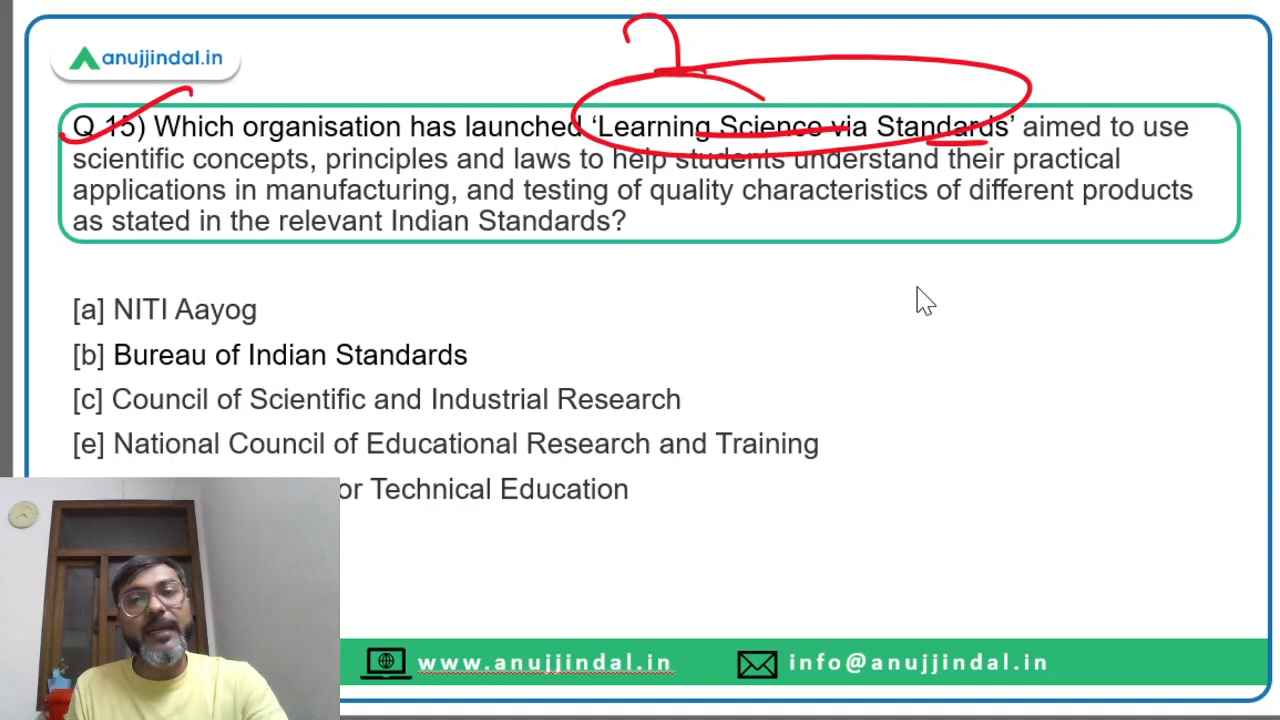 anujjindal.in
Q 15) Which organisation has launched ‘Learning Science via Standards’ aimed to use
scientific concepts, principles and laws to help students understand their practical
applications in manufacturing, and testing of quality characteristics of different products
as stated in the relevant Indian Standards?
[a] NITI Aayog
[b] Bureau of Indian Standards
[c] Council of Scientific and Industrial Research
[e] National Council of Educational Research and Training
or Technical Education
www.anujjindal.in
info@anujjindal.in